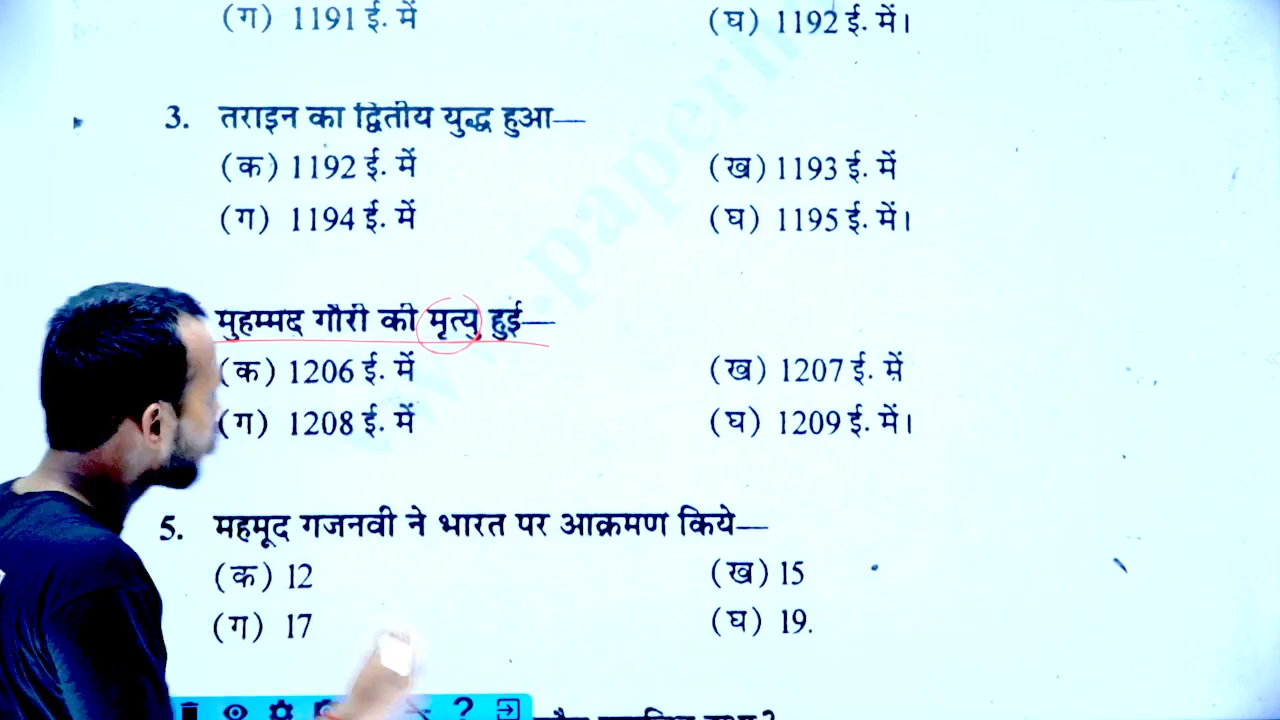 (ग) 1191 ई. में (घ) 1192 ई. में।
3. तराइन का द्वितीय युद्ध हुआ—
(क) 1192 ई. में (ख) 1193 ई. में
(ग) 1194 ई. में (घ) 1195 ई. में।
मुहम्मद गौरी की मृत्यु हुई—
(क) 1206 ई. में (ख) 1207 ई. में
(ग) 1208 ई. में (घ) 1209 ई. में।
5. महमूद गजनवी ने भारत पर आक्रमण किये—
(क) 12 (ख) 15
(ग) 17 (घ) 19.